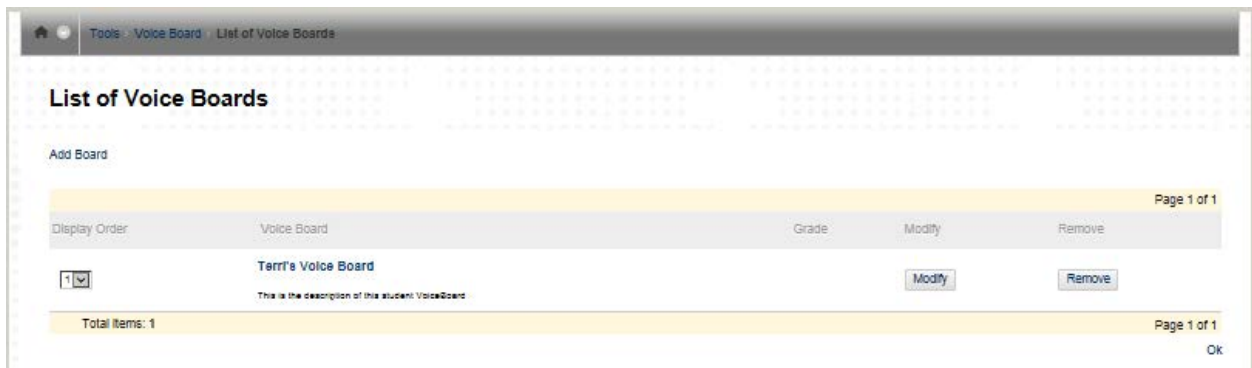 Tools Voice Board List of Voice Boards
List of Voice Boards
Add Board
Page 1 of 1
Display Order Voice Board Grade Modify Remove
1 Terri's Voice Board Modify Remove
This is the description of this student VoiceBoard
Total Items: 1 Page 1 of 1
Ok